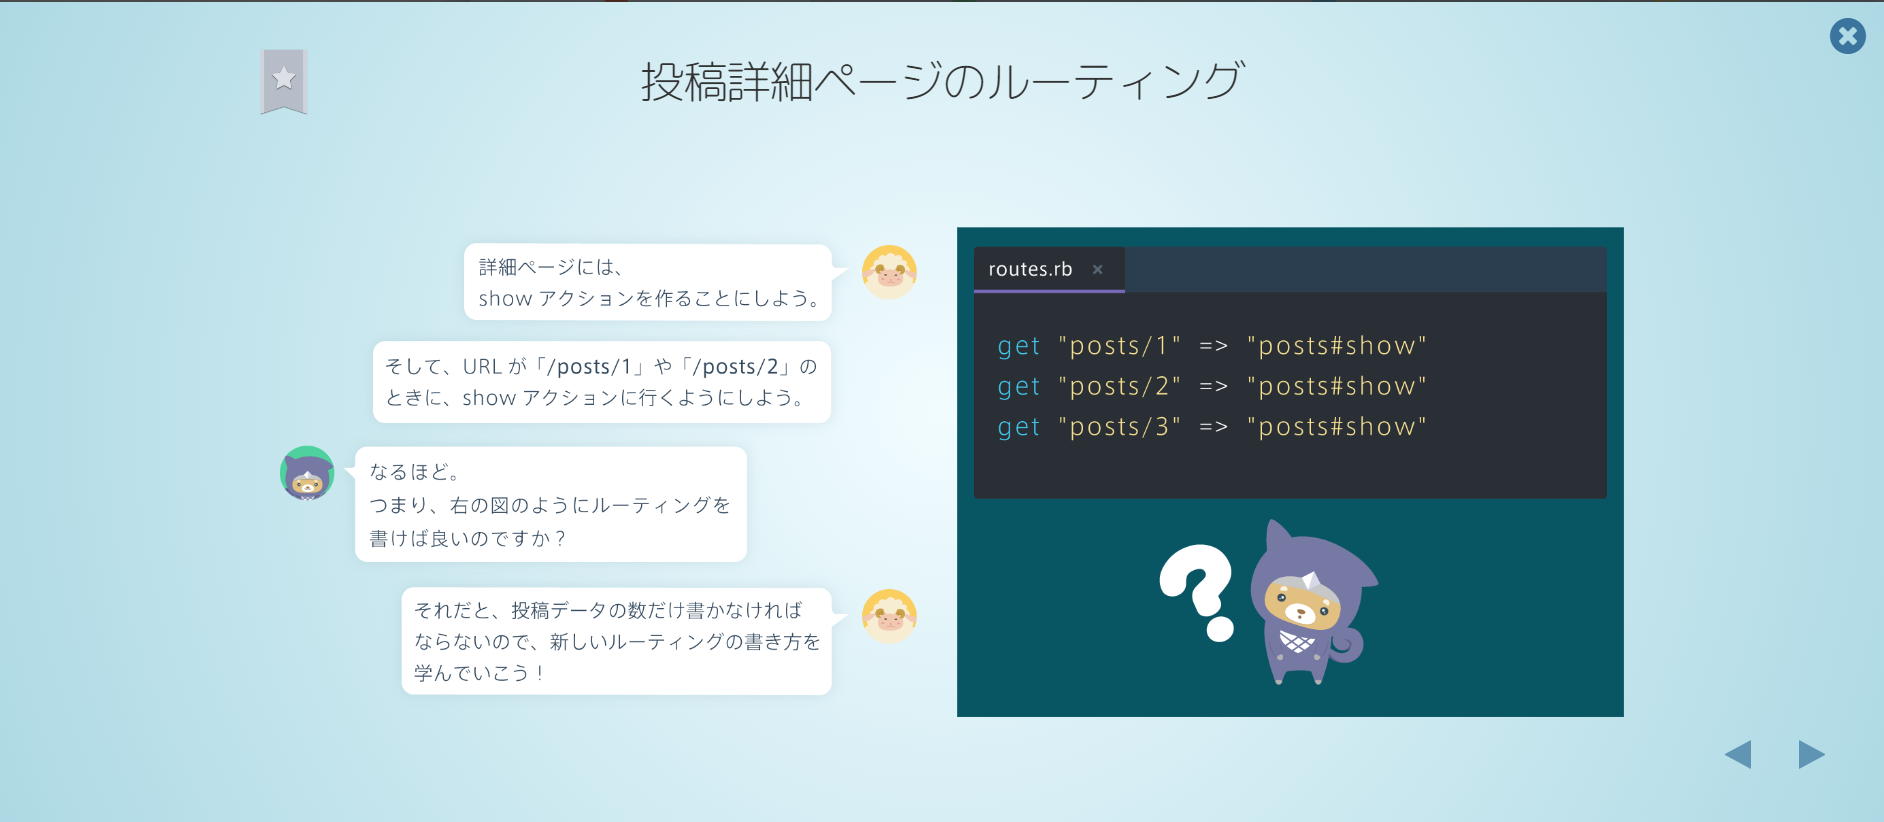 投稿詳細ページのルーティング
詳細ページには、
show アクションを作ることにしよう。
そして、URL が「/posts/1」や「/posts/2」の
ときに、show アクションに行くようにしよう。
なるほど。
つまり、右の図のようにルーティングを
書けば良いのですか？
それだと、投稿データの数だけ書かなければ
ならないので、新しいルーティングの書き方を
学んでいこう！
routes.rb ×
get "posts/1" => "posts#show"
get "posts/2" => "posts#show"
get "posts/3" => "posts#show"
?